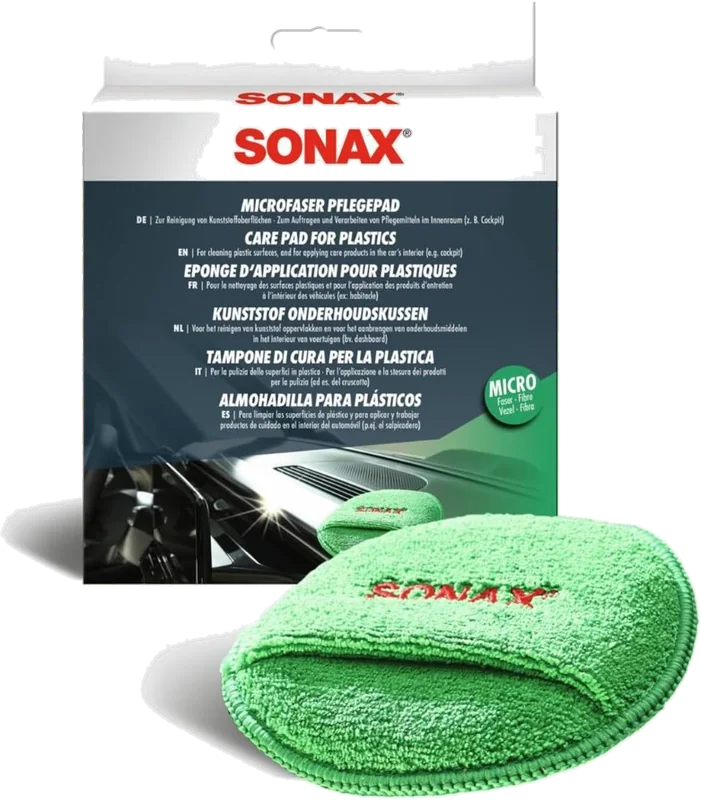 SONAX
SONAX®
MICROFASER PFLEGEPAD
DE | Zur Reinigung von Kunststoffoberflächen - Zum Auftragen und Verarbeiten von Pflegemitteln im Innenraum (z. B. Cockpit)
CARE PAD FOR PLASTICS
EN | For cleaning plastic surfaces, and for applying care products in the car's interior (e.g. cockpit)
EPONGE D'APPLICATION POUR PLASTIQUES
FR | Pour le nettoyage des surfaces plastiques et pour l'application des produits d'entretien
à l'intérieur des véhicules (ex: habitacle)
KUNSTSTOF ONDERHOUDSKUSSEN
NL | Voor het reinigen van kunststof oppervlakken en voor het aanbrengen van onderhoudsmiddelen
in het interieur van voertuigen (bv. dashboard)
TAMPONE DI CURA PER LA PLASTICA
IT | Per la pulizia delle superfici in plastica - Per l'applicazione e la stesura dei prodotti
per la pulizia (ad es. del cruscotto)
ALMOHADILLA PARA PLÁSTICOS
ES | Para limpiar las superficies de plástico y para aplicar y trabajar
productos de cuidado en el interior del automóvil (p.ej. el salpicadero)
MICRO
Faser - Fibre
Vezel - Fibra
SONAX
SONAX